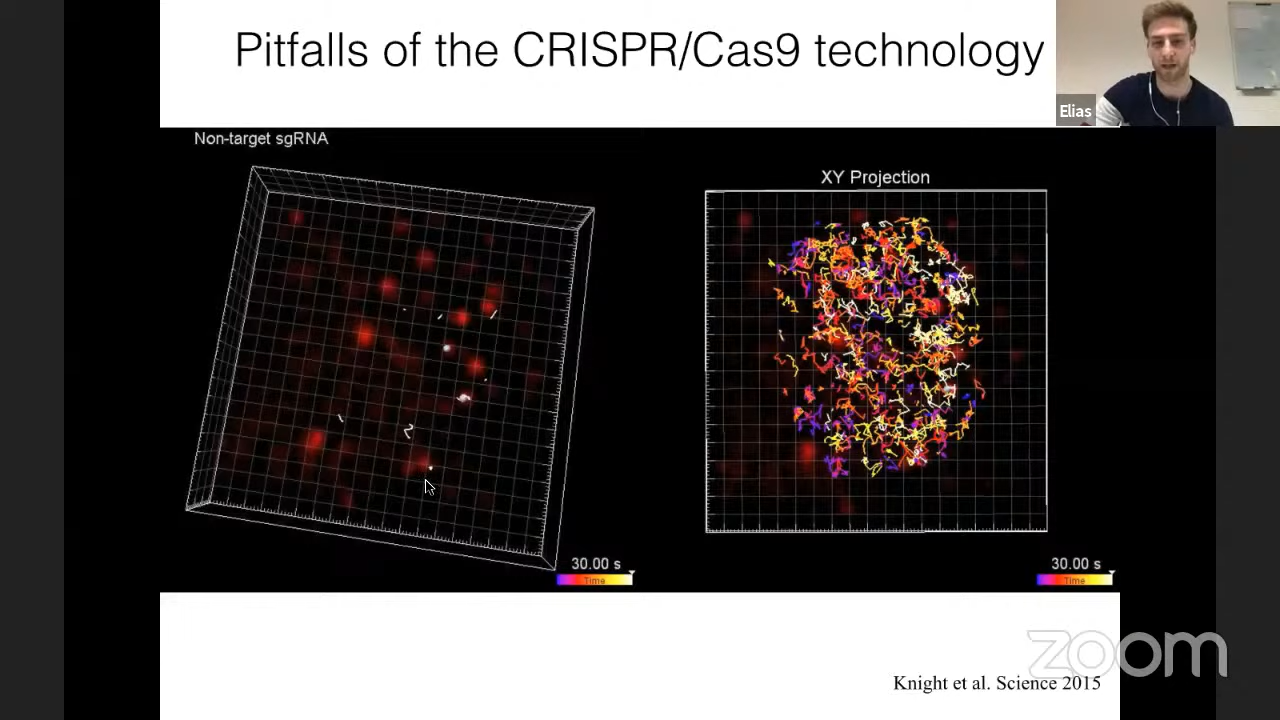 Pitfalls of the CRISPR/Cas9 technology
Elias
Non-target sgRNA
XY Projection
30.00 s
Time
30.00 s
Time
zoom
Knight et al. Science 2015